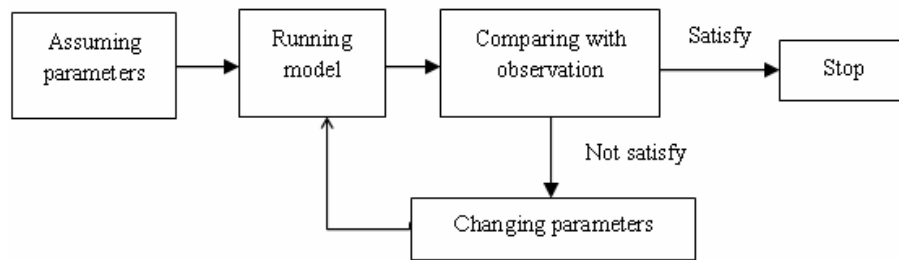 Assuming
parameters
Running
model
Comparing with
observation
Satisfy
Stop
Not satisfy
Changing parameters